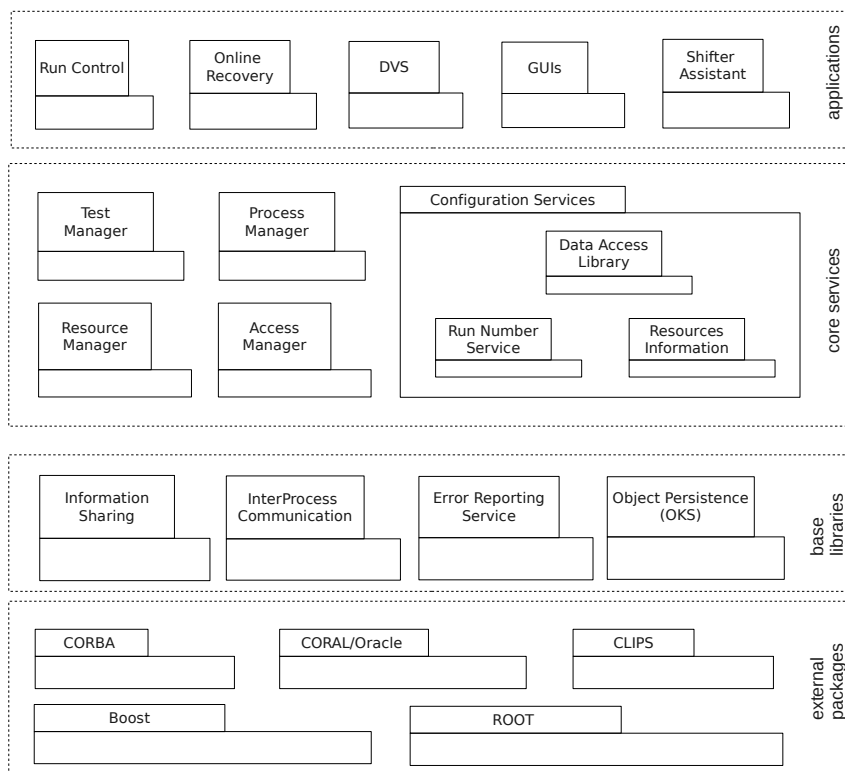 Run Control
Online
Recovery
DVS
GUIs
Shifter
Assistant
applications
Test
Manager
Process
Manager
Configuration Services
Data Access
Library
Resource
Manager
Access
Manager
Run Number
Service
Resources
Information
core services
Information
Sharing
InterProcess
Communication
Error Reporting
Service
Object Persistence
(OKS)
base
libraries
CORBA
CORAL/Oracle
CLIPS
Boost
ROOT
external
packages